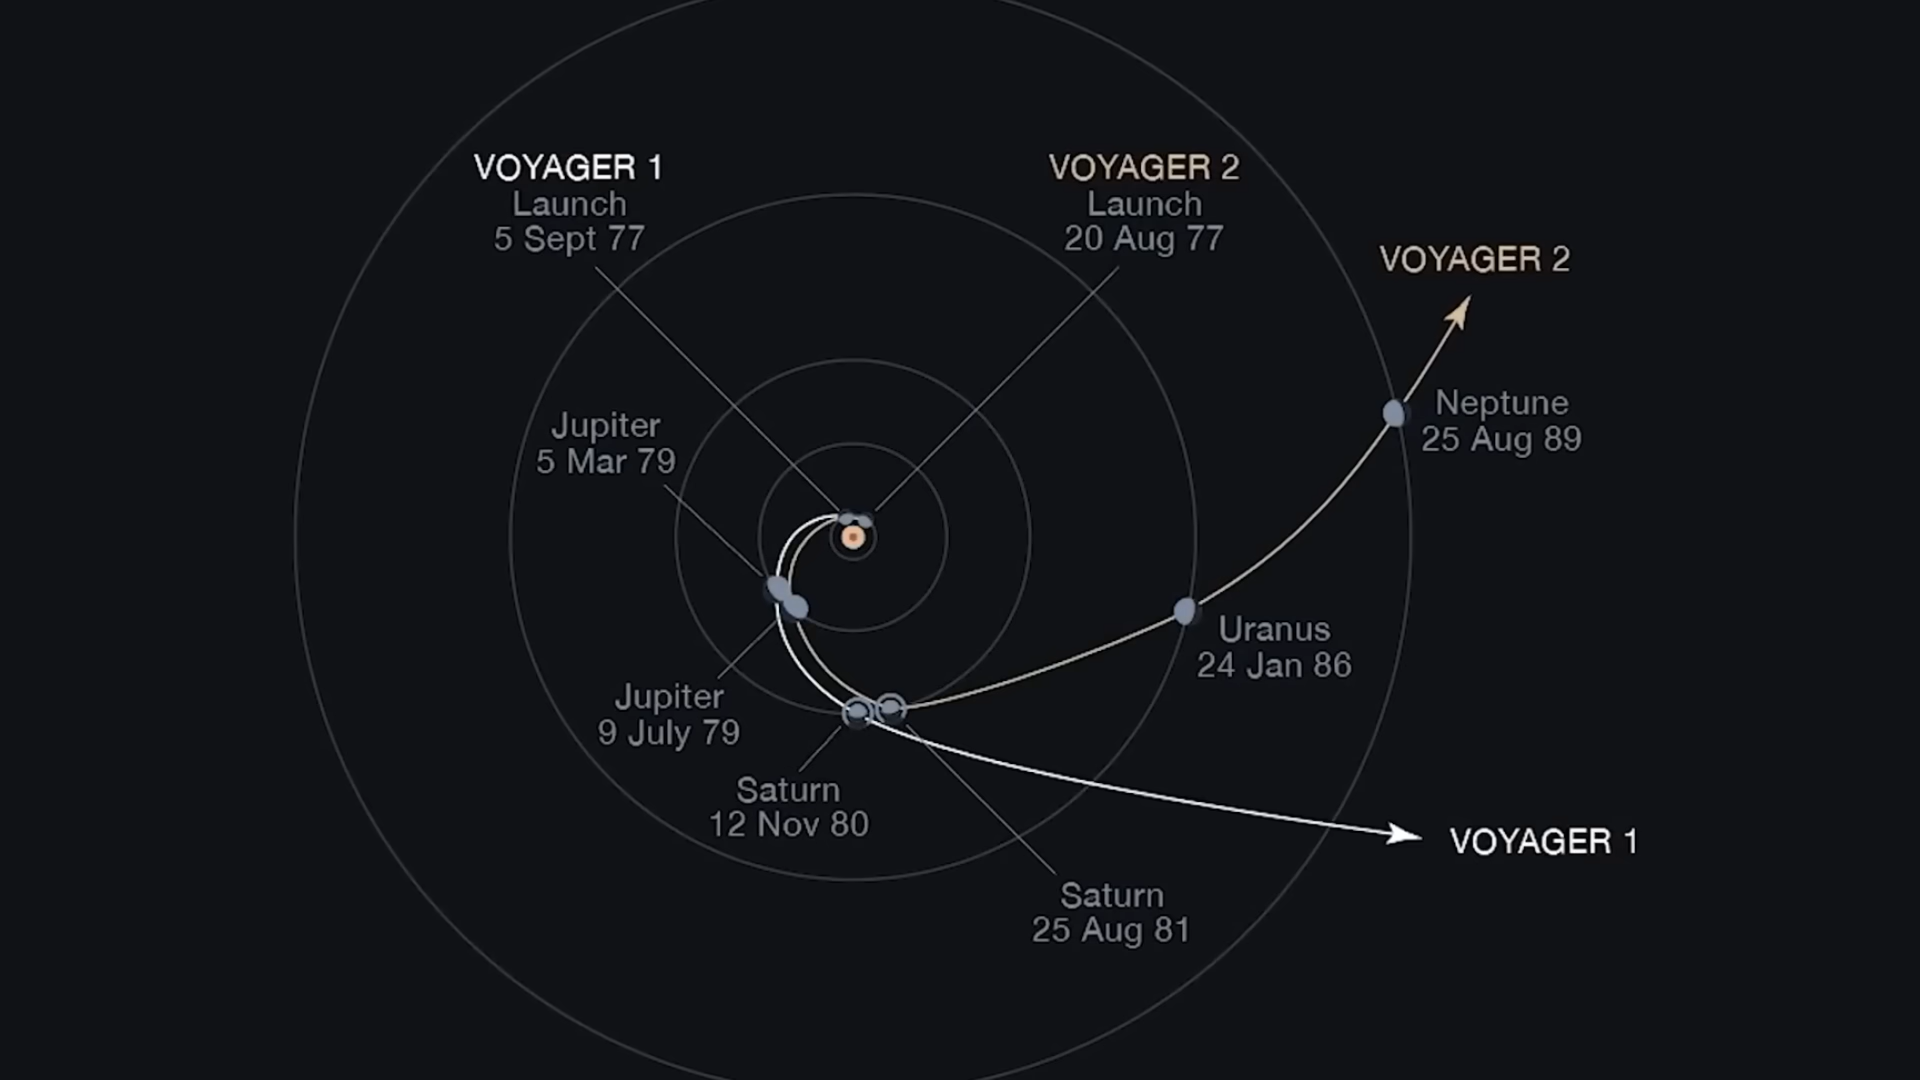 VOYAGER 1
Launch
5 Sept 77
VOYAGER 2
Launch
20 Aug 77
VOYAGER 2
Neptune
25 Aug 89
Jupiter
5 Mar 79
Uranus
24 Jan 86
Jupiter
9 July 79
Saturn
12 Nov 80
VOYAGER 1
Saturn
25 Aug 81